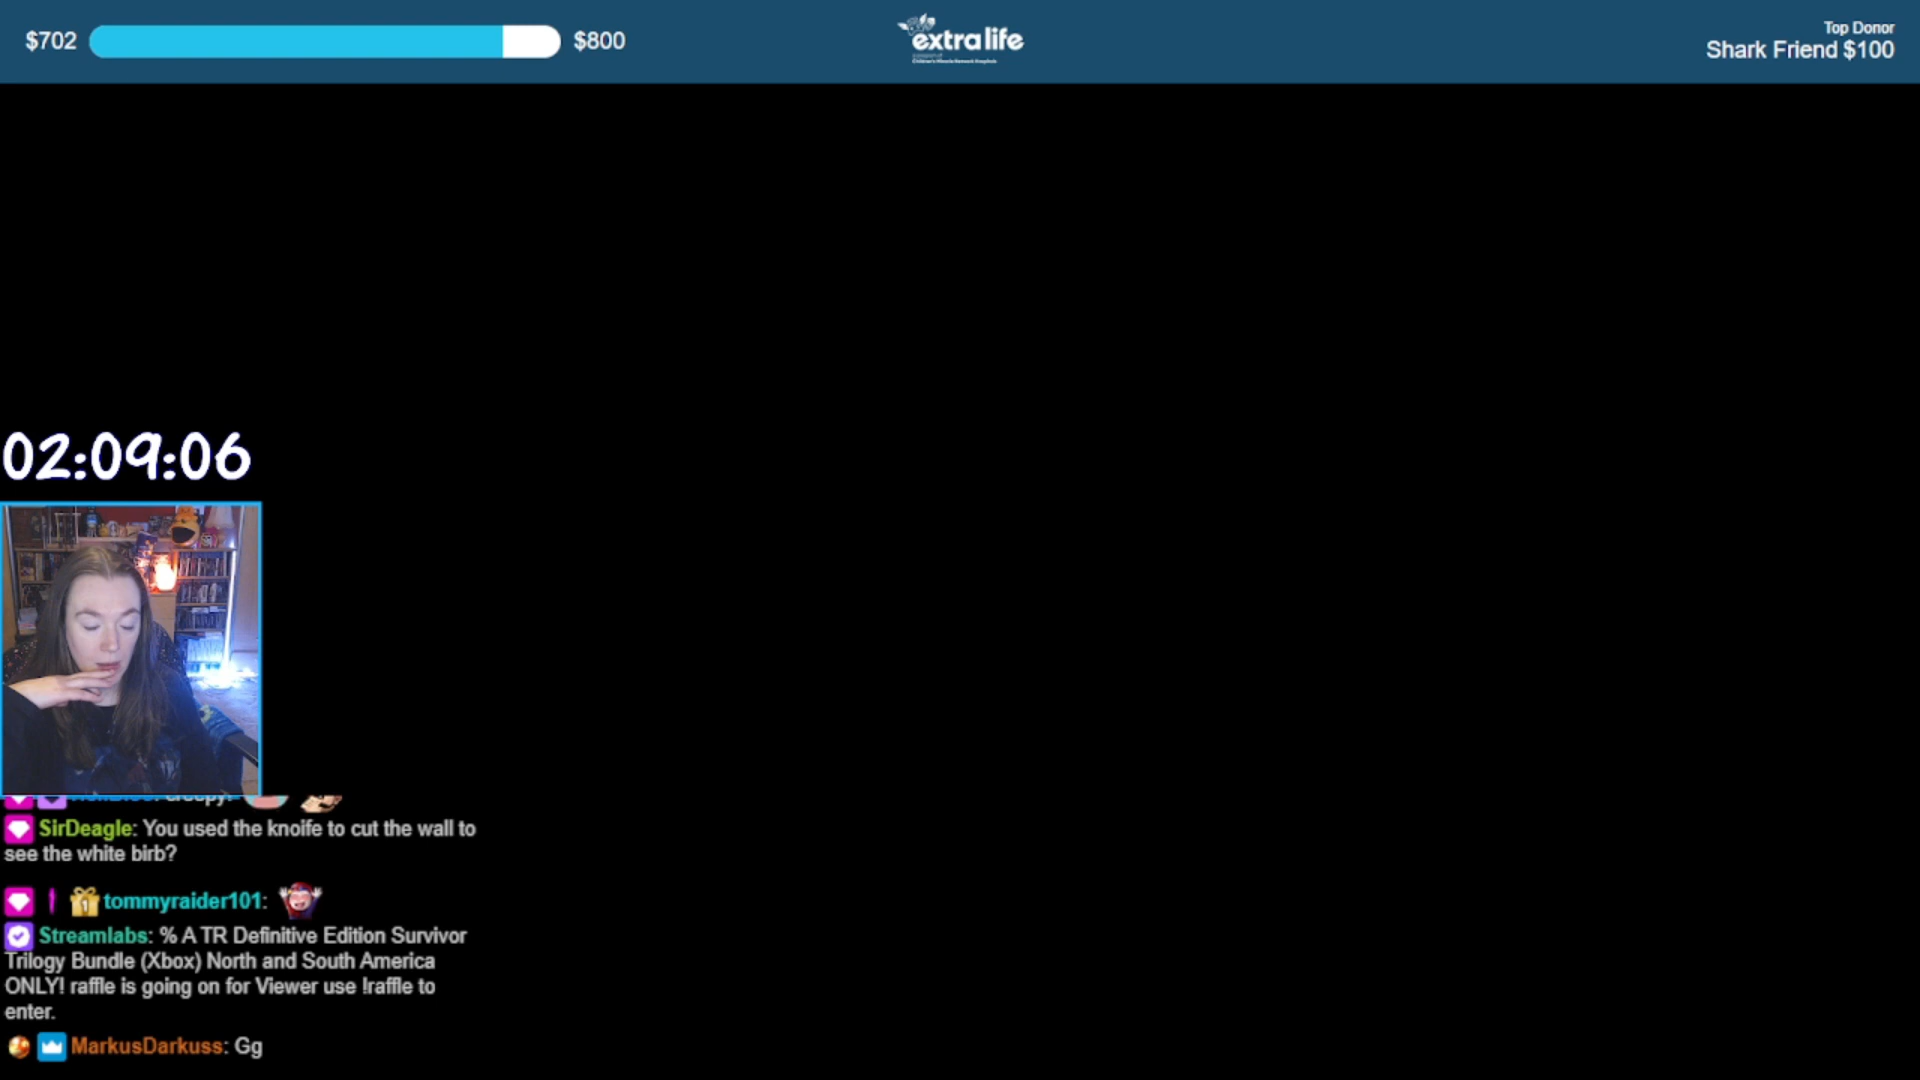 $702
$800
extra life
Top Donor
Shark Friend $100
02:09:06
creepy!
SirDeagle: You used the knoife to cut the wall to
see the white birb?
1 tommyraider101:
Streamlabs: % A TR Definitive Edition Survivor
Trilogy Bundle (Xbox) North and South America
ONLY! raffle is going on for Viewer use !raffle to
enter.
MarkusDarkuss: Gg